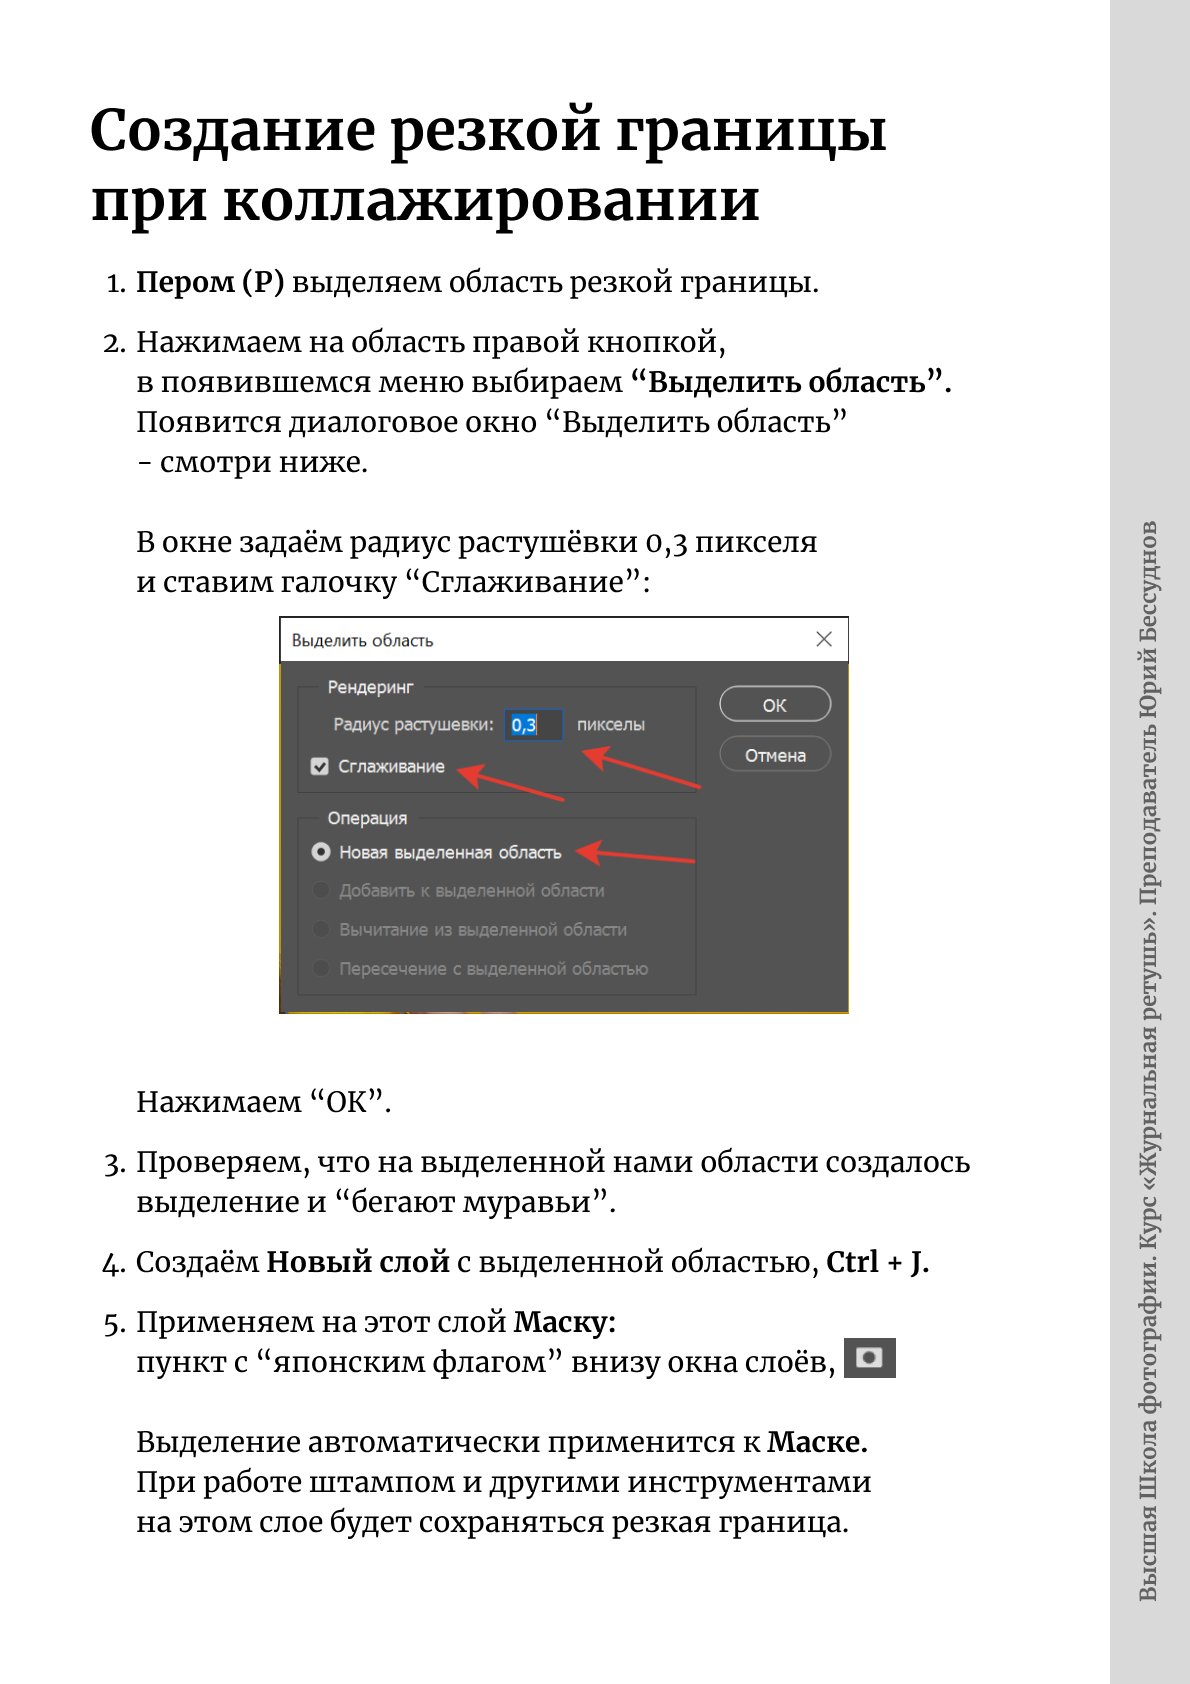 Создание резкой границы
при коллажировании
1. Пером (P) выделяем область резкой границы.
2. Нажимаем на область правой кнопкой,
в появившемся меню выбираем “Выделить область”.
Появится диалоговое окно “Выделить область”
- смотри ниже.
В окне задаём радиус растушёвки 0,3 пикселя
и ставим галочку “Сглаживание”:
Выделить область
Рендеринг
Радиус растушевки: 0,3 пикселы
Сглаживание
ОК
Отмена
Операция
Новая выделенная область
Добавить к выделенной области
Вычитание из выделенной области
Пересечение с выделенной областью
Нажимаем “ОК”.
3. Проверяем, что на выделенной нами области создалось
выделение и “бегают муравьи”.
4. Создаём Новый слой с выделенной областью, Ctrl + J.
5. Применяем на этот слой Маску:
пункт с “японским флагом” внизу окна слоёв,
Выделение автоматически применится к Маске.
При работе штампом и другими инструментами
на этом слое будет сохраняться резкая граница.
Высшая Школа фотографии. Курс «Журнальная ретушь». Преподаватель Юрий Бессуднов